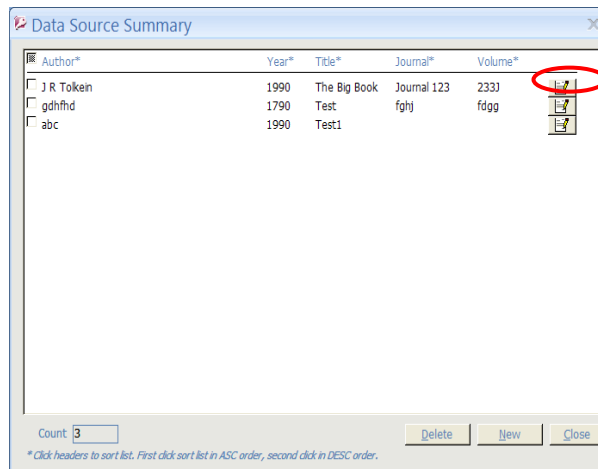 Data Source Summary
Author* Year* Title* Journal* Volume*
J R Tolkein 1990 The Big Book Journal 123 233J
gdhfhd 1790 Test fghj fdgg
abc 1990 Test1
Count 3 Delete New Close
* Click headers to sort list. First click sort list in ASC order, second click in DESC order.